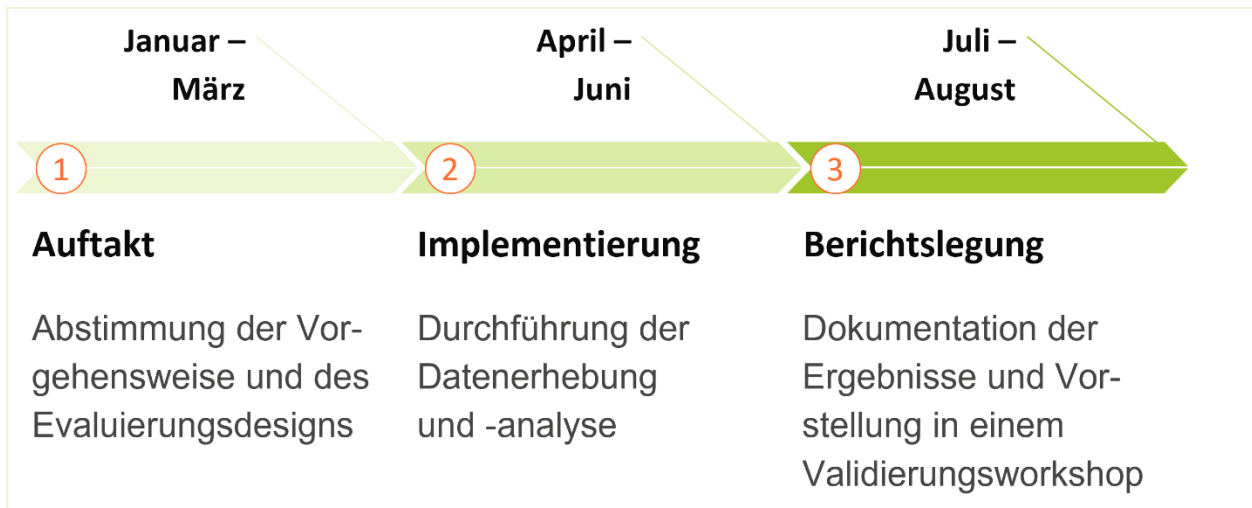 Januar –
März
April –
Juni
Juli –
August
1
2
3
Auftakt
Abstimmung der Vor-
gehensweise und des
Evaluierungsdesigns
Implementierung
Durchführung der
Datenerhebung
und -analyse
Berichtslegung
Dokumentation der
Ergebnisse und Vor-
stellung in einem
Validierungsworkshop